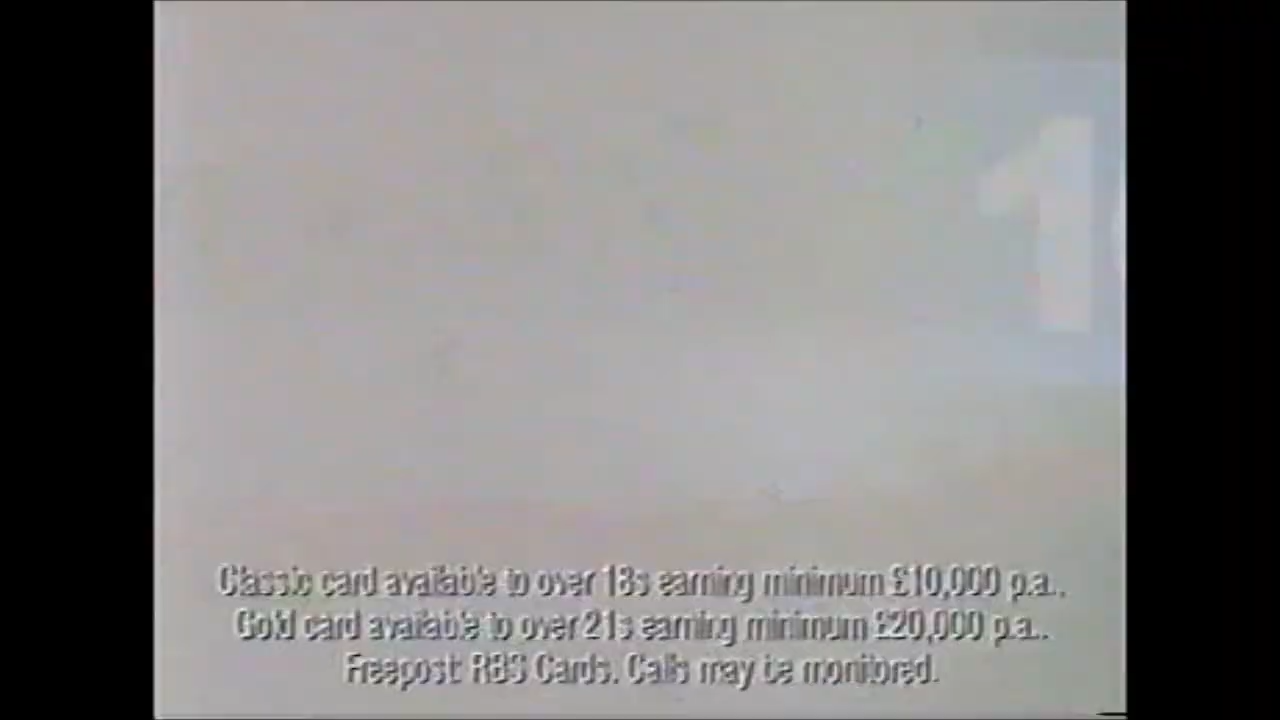 1
Classic card available to over 18s earning minimum £10,000 p.a..
Gold card available to over 21s earning minimum £20,000 p.a..
Freepost RBS Cards. Calls may be monitored.